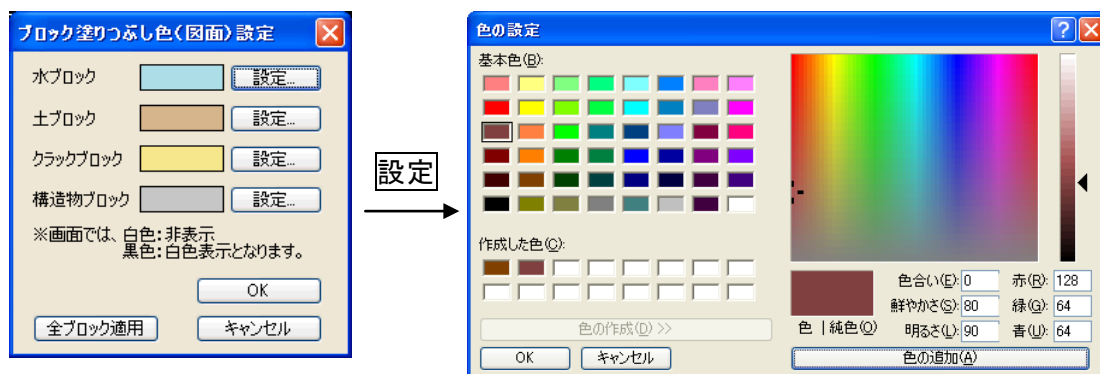 ブロック塗りつぶし色(図面)設定
水ブロック 設定...
土ブロック 設定...
クラックブロック 設定...
構造物ブロック 設定...
※画面では、白色:非表示
黒色:白色表示となります。
OK
全ブロック適用 キャンセル
設定
色の設定
基本色(B):
作成した色(C):
色の作成(D) >>
OK キャンセル
色 | 純色(O)
色合い(E): 0 赤(R): 128
鮮やかさ(S): 80 緑(G): 64
明るさ(L): 90 青(U): 64
色の追加(A)